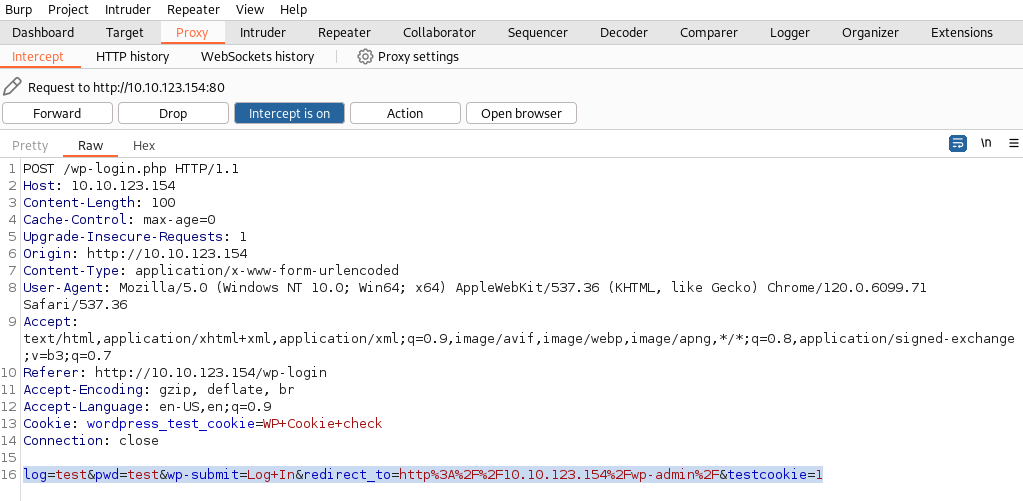 Burp Project Intruder Repeater View Help
Dashboard Target Proxy Intruder Repeater Collaborator Sequencer Decoder Comparer Logger Organizer Extensions
Intercept HTTP history WebSockets history Proxy settings
Request to http://10.10.123.154:80
Forward Drop Intercept is on Action Open browser
Pretty Raw Hex \n
1 POST /wp-login.php HTTP/1.1
2 Host: 10.10.123.154
3 Content-Length: 100
4 Cache-Control: max-age=0
5 Upgrade-Insecure-Requests: 1
6 Origin: http://10.10.123.154
7 Content-Type: application/x-www-form-urlencoded
8 User-Agent: Mozilla/5.0 (Windows NT 10.0; Win64; x64) AppleWebKit/537.36 (KHTML, like Gecko) Chrome/120.0.6099.71
Safari/537.36
9 Accept:
text/html,application/xhtml+xml,application/xml;q=0.9,image/avif,image/webp,image/apng,*/*;q=0.8,application/signed-exchange
;v=b3;q=0.7
10 Referer: http://10.10.123.154/wp-login
11 Accept-Encoding: gzip, deflate, br
12 Accept-Language: en-US,en;q=0.9
13 Cookie: wordpress_test_cookie=WP+Cookie+check
14 Connection: close
15
16 log=test&pwd=test&wp-submit=Log+In&redirect_to=http%3A%2F%2F10.10.123.154%2Fwp-admin%2F&testcookie=1